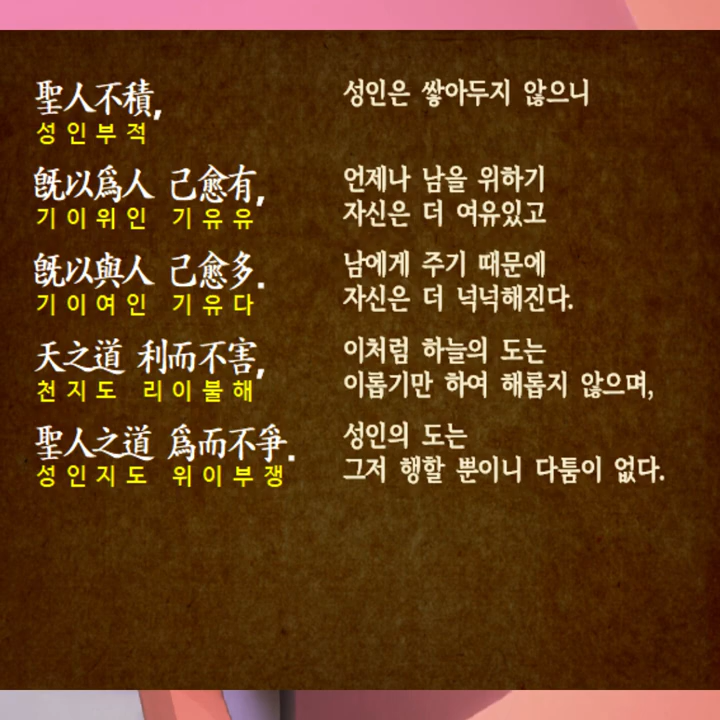 聖人不積,
성인부적
성인은 쌓아두지 않으니
旣以爲人 己愈有,
기이위인 기유유
언제나 남을 위하기
자신은 더 여유있고
旣以與人 己愈多.
기이여인 기유다
남에게 주기 때문에
자신은 더 넉넉해진다.
天之道 利而不害,
천지도 리이불해
이처럼 하늘의 도는
이롭기만 하여 해롭지 않으며,
聖人之道 爲而不爭.
성인지도 위이부쟁
성인의 도는
그저 행할 뿐이니 다툼이 없다.